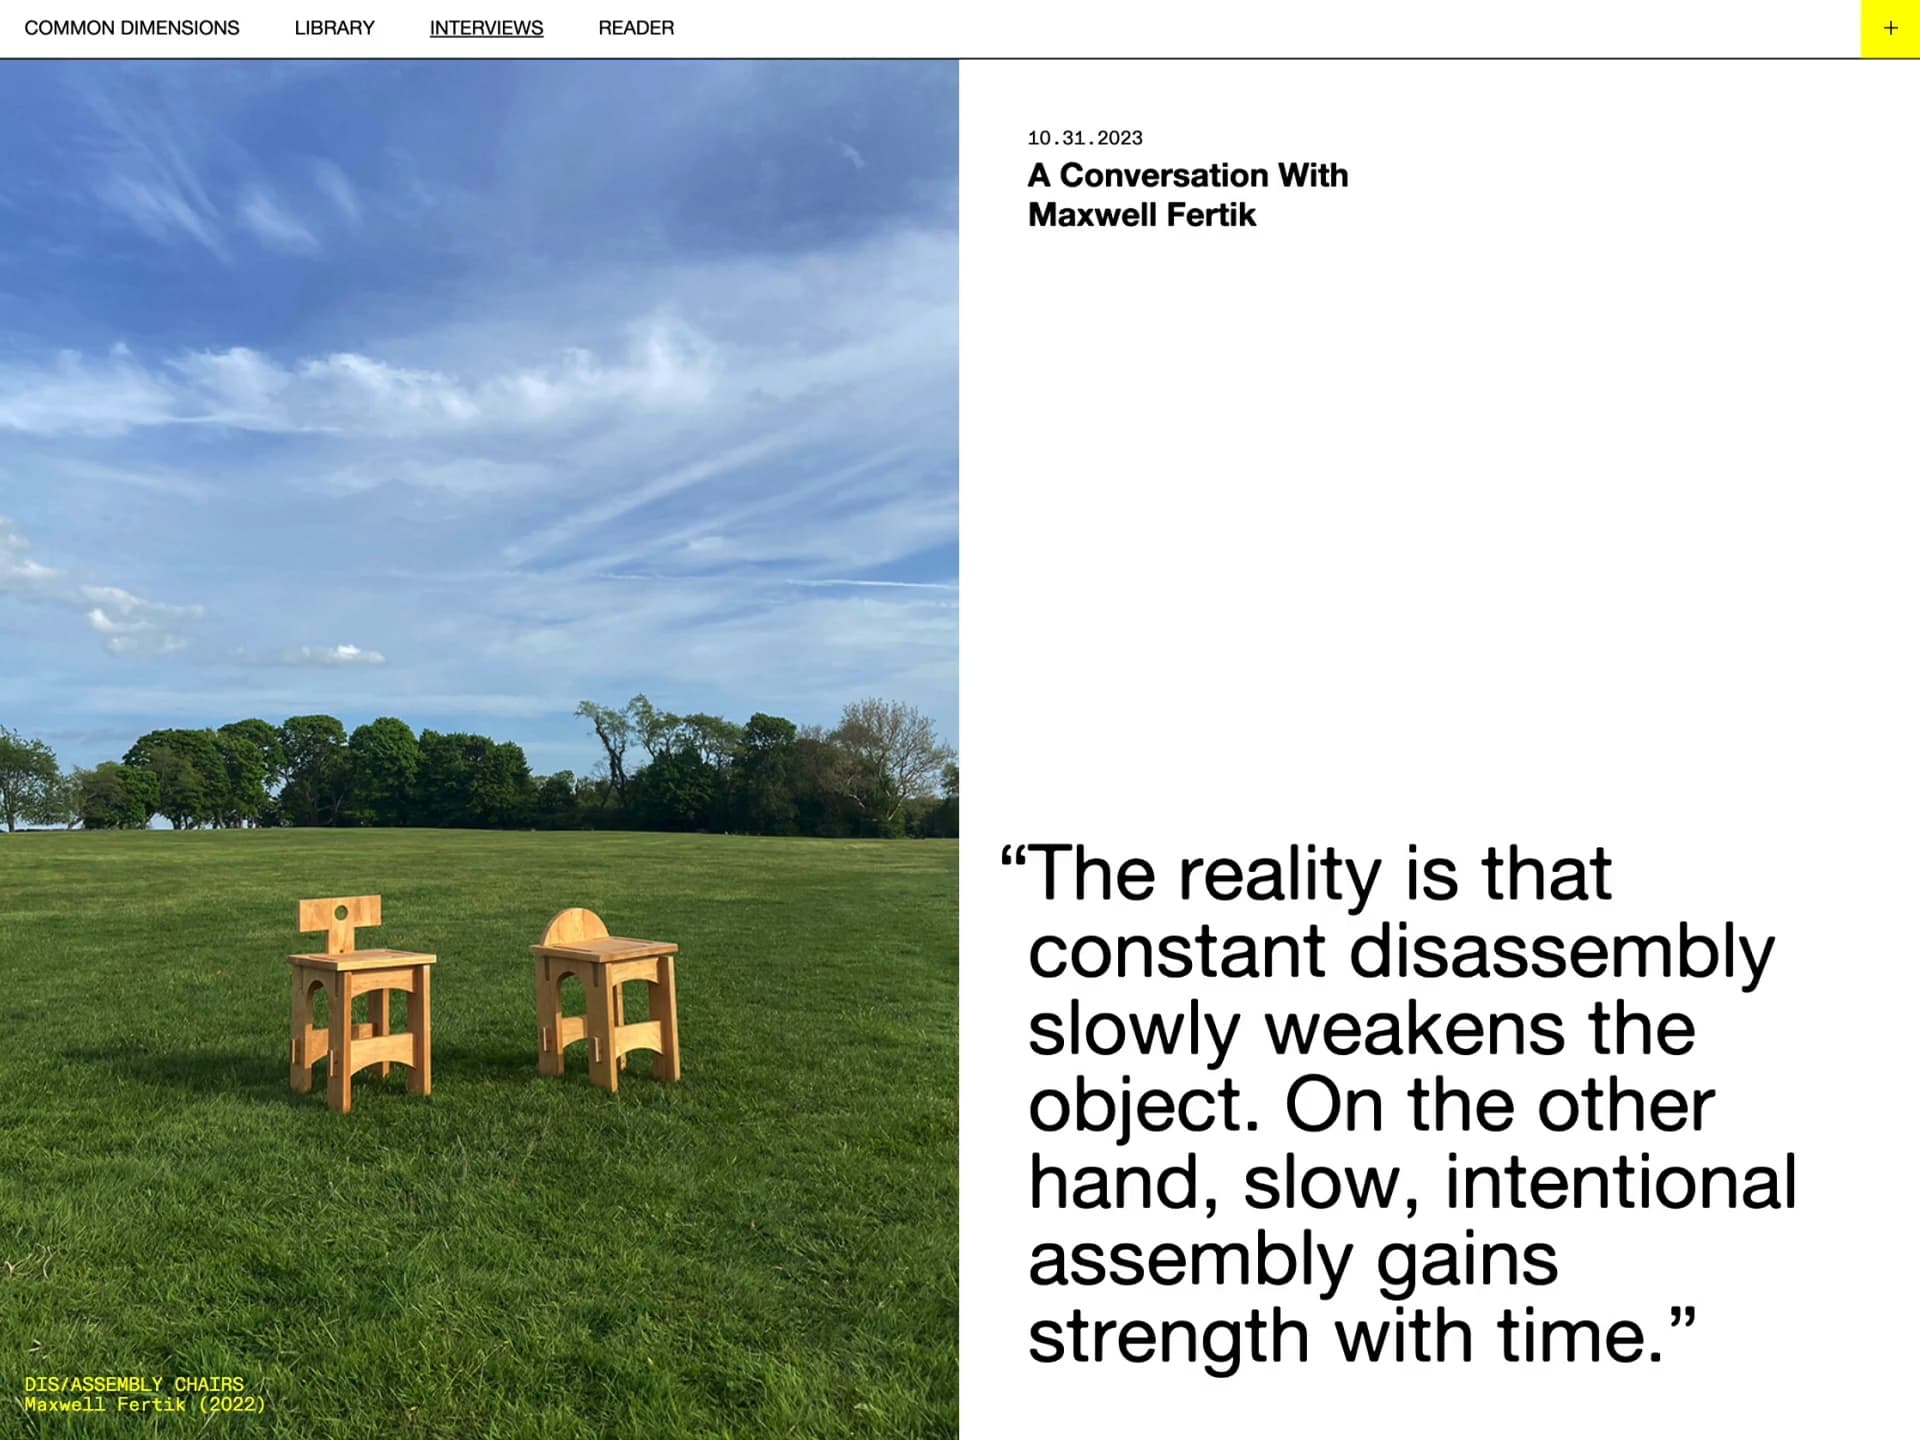 COMMON DIMENSIONS
LIBRARY
INTERVIEWS
READER
+
10.31.2023
A Conversation With
Maxwell Fertik
“The reality is that
constant disassembly
slowly weakens the
object. On the other
hand, slow, intentional
assembly gains
strength with time.”
DIS/ASSEMBLY CHAIRS
Maxwell Fertik (2022)